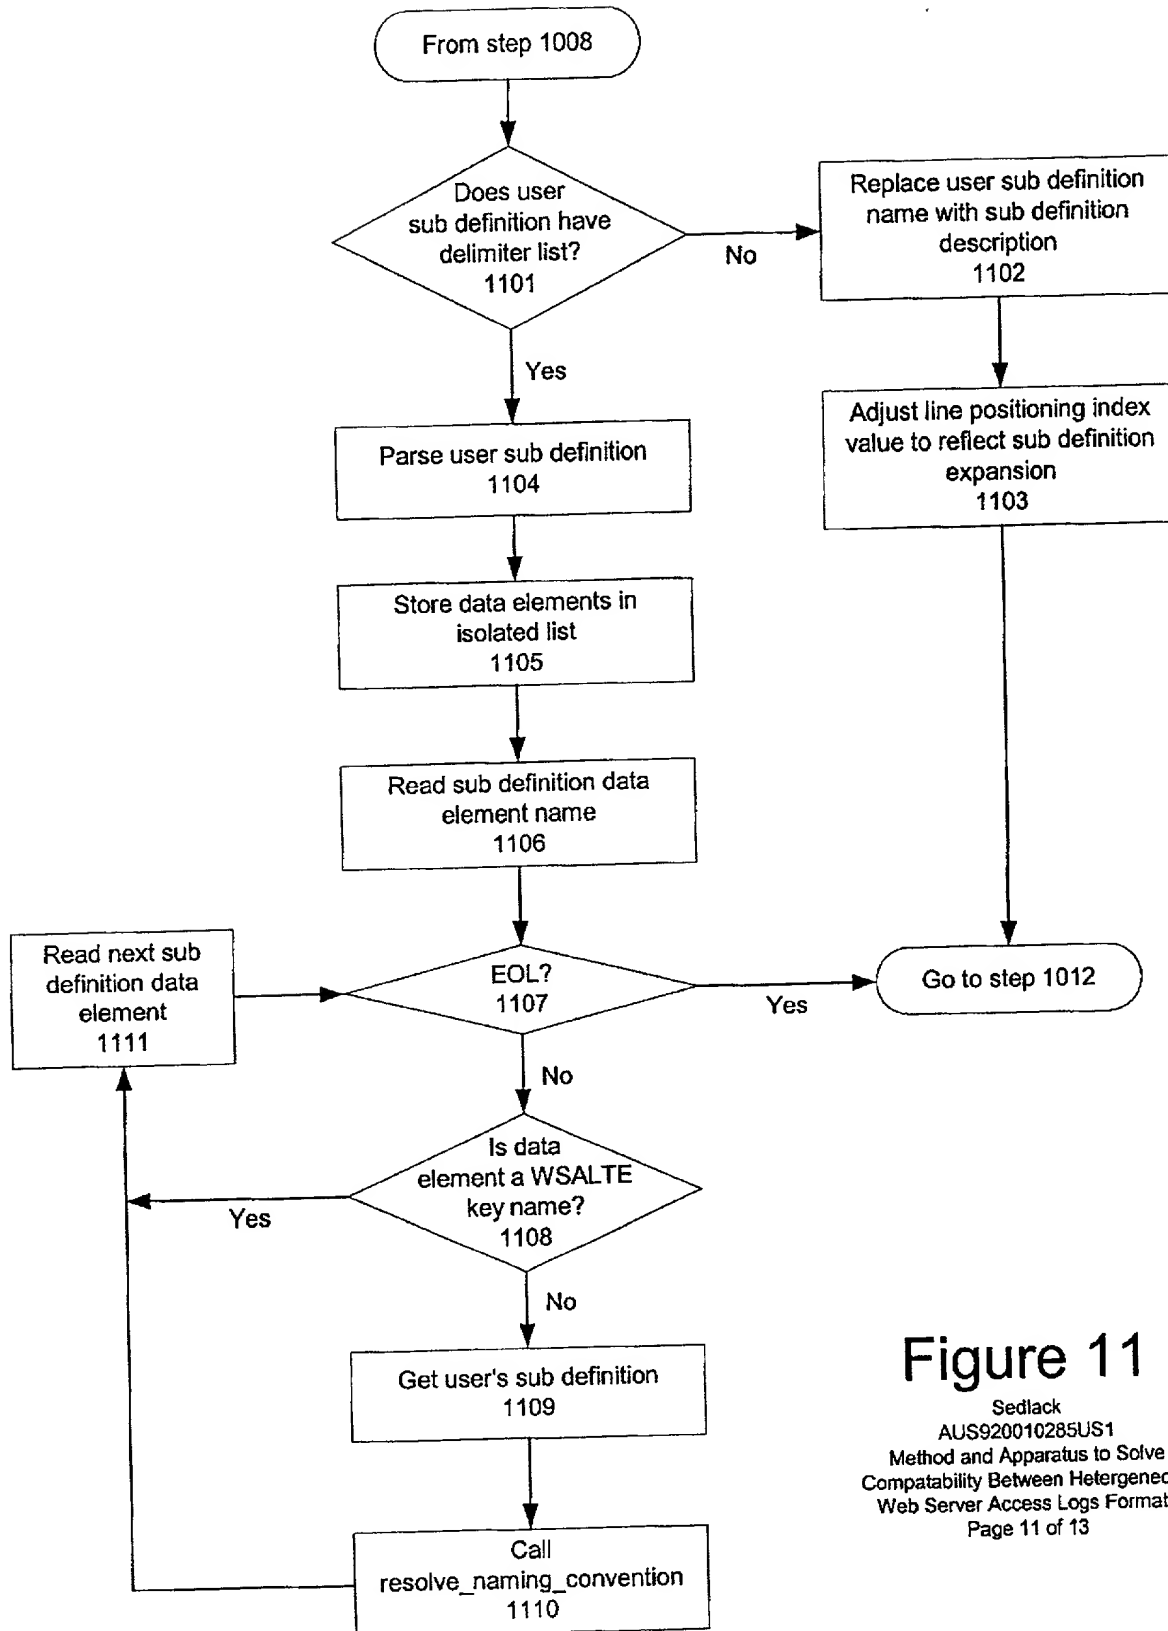 From step 1008
Does user
sub definition have
delimiter list?
1101
No
Replace user sub definition
name with sub definition
description
1102
Yes
Adjust line positioning index
value to reflect sub definition
expansion
1103
Parse user sub definition
1104
Store data elements in
isolated list
1105
Read sub definition data
element name
1106
Read next sub
definition data
element
1111
EOL?
1107
Yes
Go to step 1012
No
Is data
element a WSALTE
key name?
1108
Yes
No
Get user's sub definition
1109
Call
resolve_naming_convention
1110
Figure 11
Sedlack
AUS920010285US1
Method and Apparatus to Solve
Compatability Between
Web Server Access Logs
Page 11 of 13